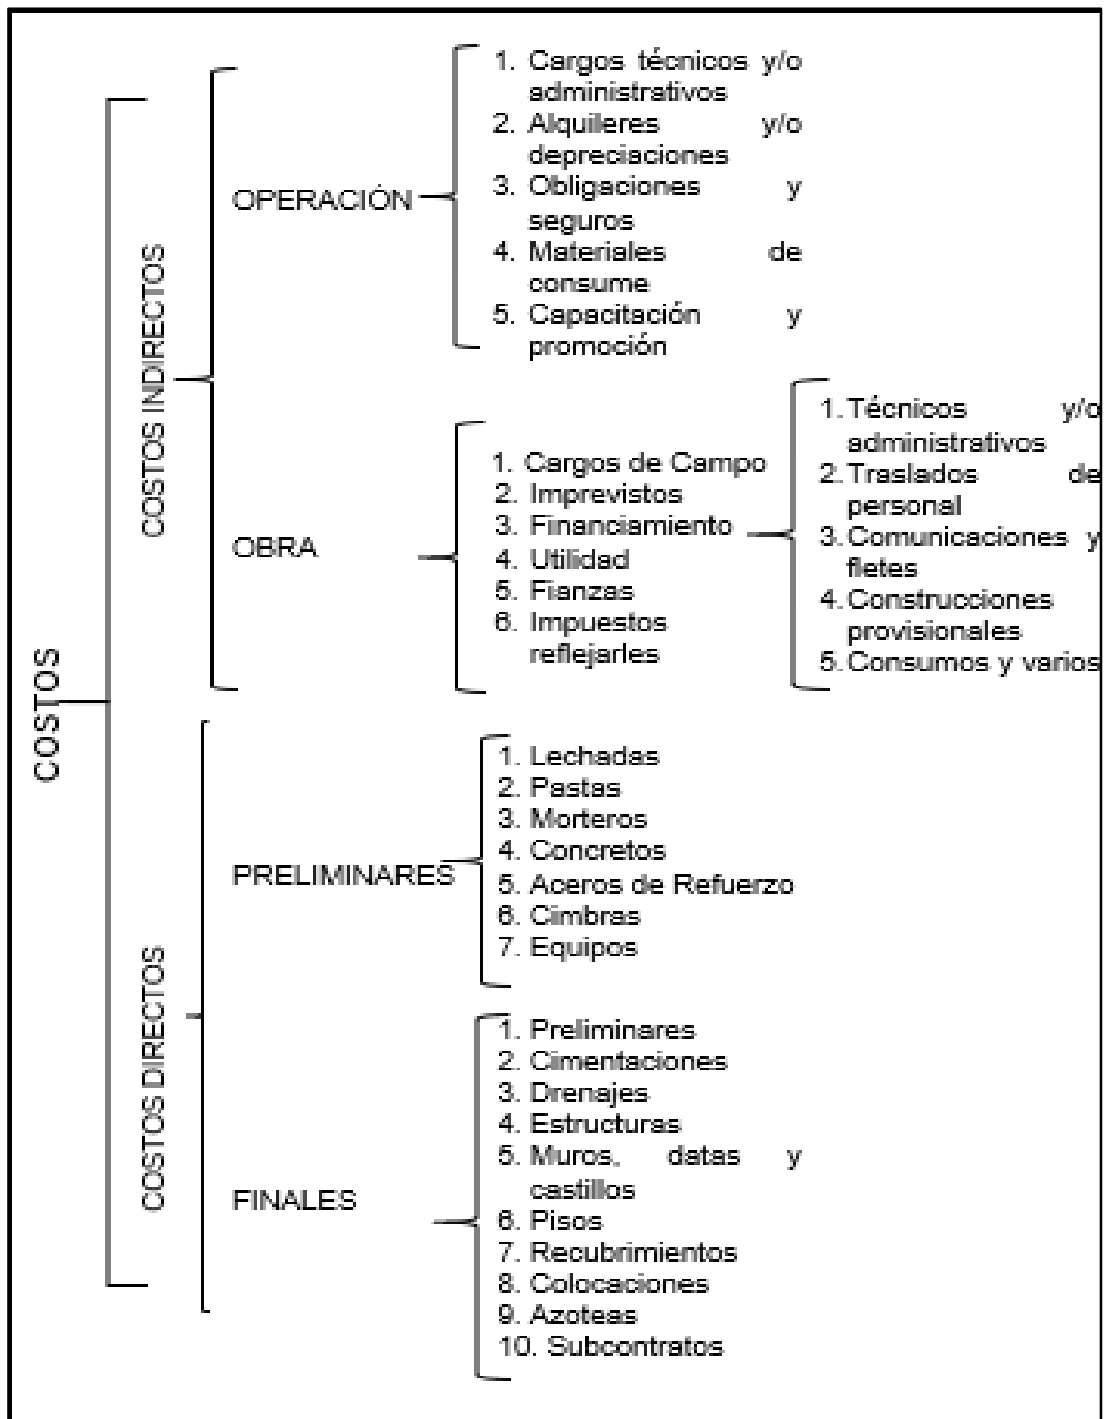 COSTOS
COSTOS INDIRECTOS
OPERACIÓN
1. Cargos técnicos y/o
administrativos
2. Alquileres y/o
depreciaciones
3. Obligaciones y
seguros
4. Materiales de
consume
5. Capacitación y
promoción
OBRA
1. Cargos de Campo
2. Imprevistos
3. Financiamiento
4. Utilidad
5. Fianzas
6. Impuestos
reflejarles
1. Técnicos y/o
administrativos
2. Traslados de
personal
3. Comunicaciones y
fletes
4. Construcciones
provisionales
5. Consumos y varios
COSTOS DIRECTOS
PRELIMINARES
1. Lechadas
2. Pastas
3. Morteros
4. Concretos
5. Aceros de Refuerzo
6. Cimbras
7. Equipos
FINALES
1. Preliminares
2. Cimentaciones
3. Drenajes
4. Estructuras
5. Muros, datas y
castillos
6. Pisos
7. Recubrimientos
8. Colocaciones
9. Azoteas
10. Subcontratos